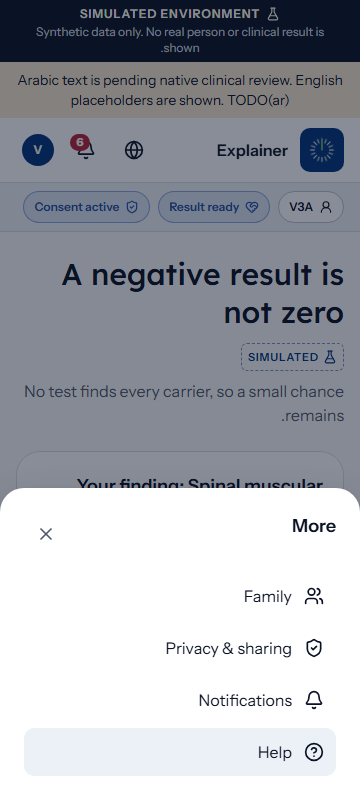 SIMULATED ENVIRONMENT
Synthetic data only. No real person or clinical result is
.shown
Arabic text is pending native clinical review. English
placeholders are shown. TODO(ar)
V
6
Explainer
Consent active
Result ready
V3A
A negative result is
not zero
SIMULATED
No test finds every carrier, so a small chance
.remains
Your finding: Spinal muscular
More
Family
Privacy & sharing
Notifications
Help